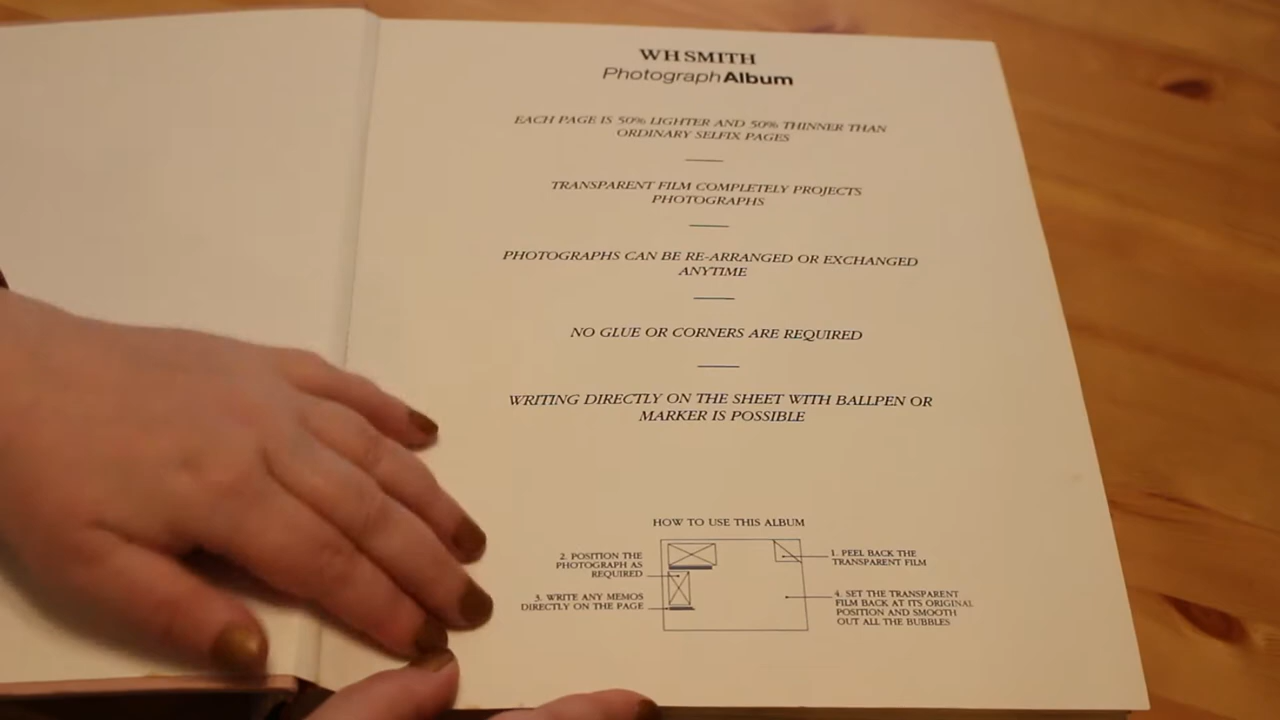 WHSMITH
PhotographAlbum
EACH PAGE IS 50% LIGHTER AND 50% THINNER THAN
ORDINARY SELFIX PAGES
TRANSPARENT FILM COMPLETELY PROJECTS
PHOTOGRAPHS
PHOTOGRAPHS CAN BE RE-ARRANGED OR EXCHANGED
ANYTIME
NO GLUE OR CORNERS ARE REQUIRED
WRITING DIRECTLY ON THE SHEET WITH BALLPEN OR
MARKER IS POSSIBLE
HOW TO USE THIS ALBUM
1. PEEL BACK THE
TRANSPARENT FILM
2. POSITION THE
PHOTOGRAPH AS
REQUIRED
3. WRITE ANY MEMOS
DIRECTLY ON THE PAGE
4. SET THE TRANSPARENT
FILM BACK AT ITS ORIGINAL
POSITION AND SMOOTH
OUT ALL THE BUBBLES